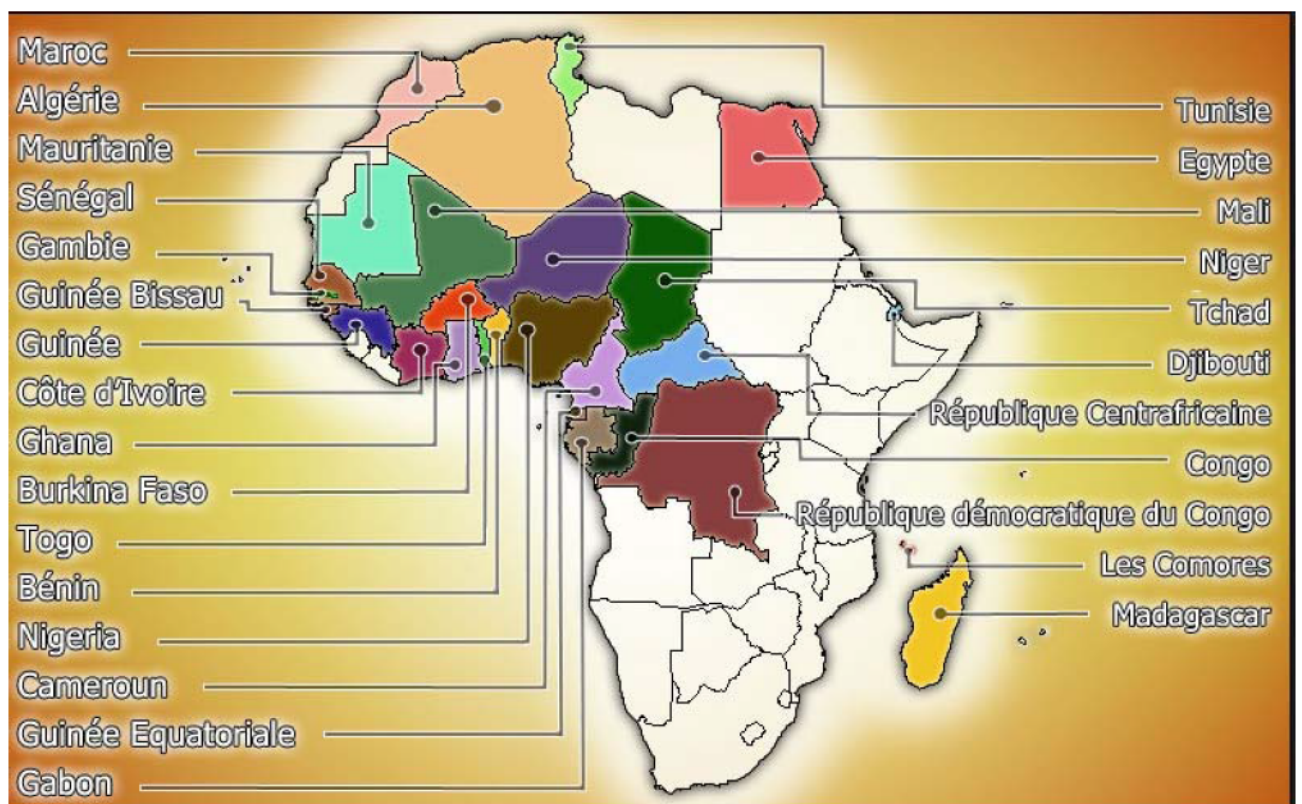 Maroc
Algérie
Mauritanie
Sénégal
Gambie
Guinée Bissau
Guinée
Côte d'Ivoire
Ghana
Burkina Faso
Togo
Bénin
Nigeria
Cameroun
Guinée Equatoriale
Gabon
Tunisie
Egypte
Mali
Niger
Tchad
Djibouti
République Centrafricaine
Congo
République démocratique du Congo
Les Comores
Madagascar